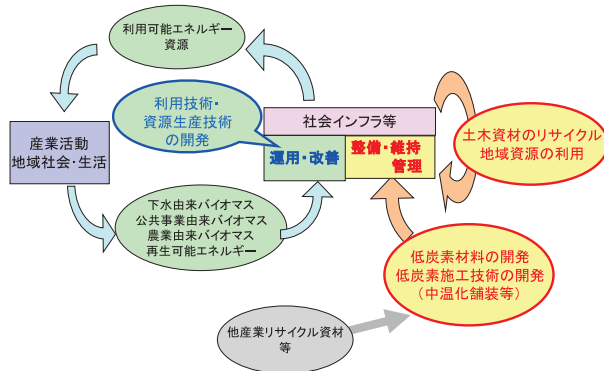 利用可能エネルギー
資源
利用技術・
資源生産技術
の開発
社会インフラ等
運用・改善
整備・維持
管理
土木資材のリサイクル
地域資源の利用
産業活動
地域社会・生活
下水由来バイオマス
公共事業由来バイオマス
農業由来バイオマス
再生可能エネルギー
低炭素材料の開発
低炭素施工技術の開発
（中温化舗装等）
他産業リサイクル資材
等